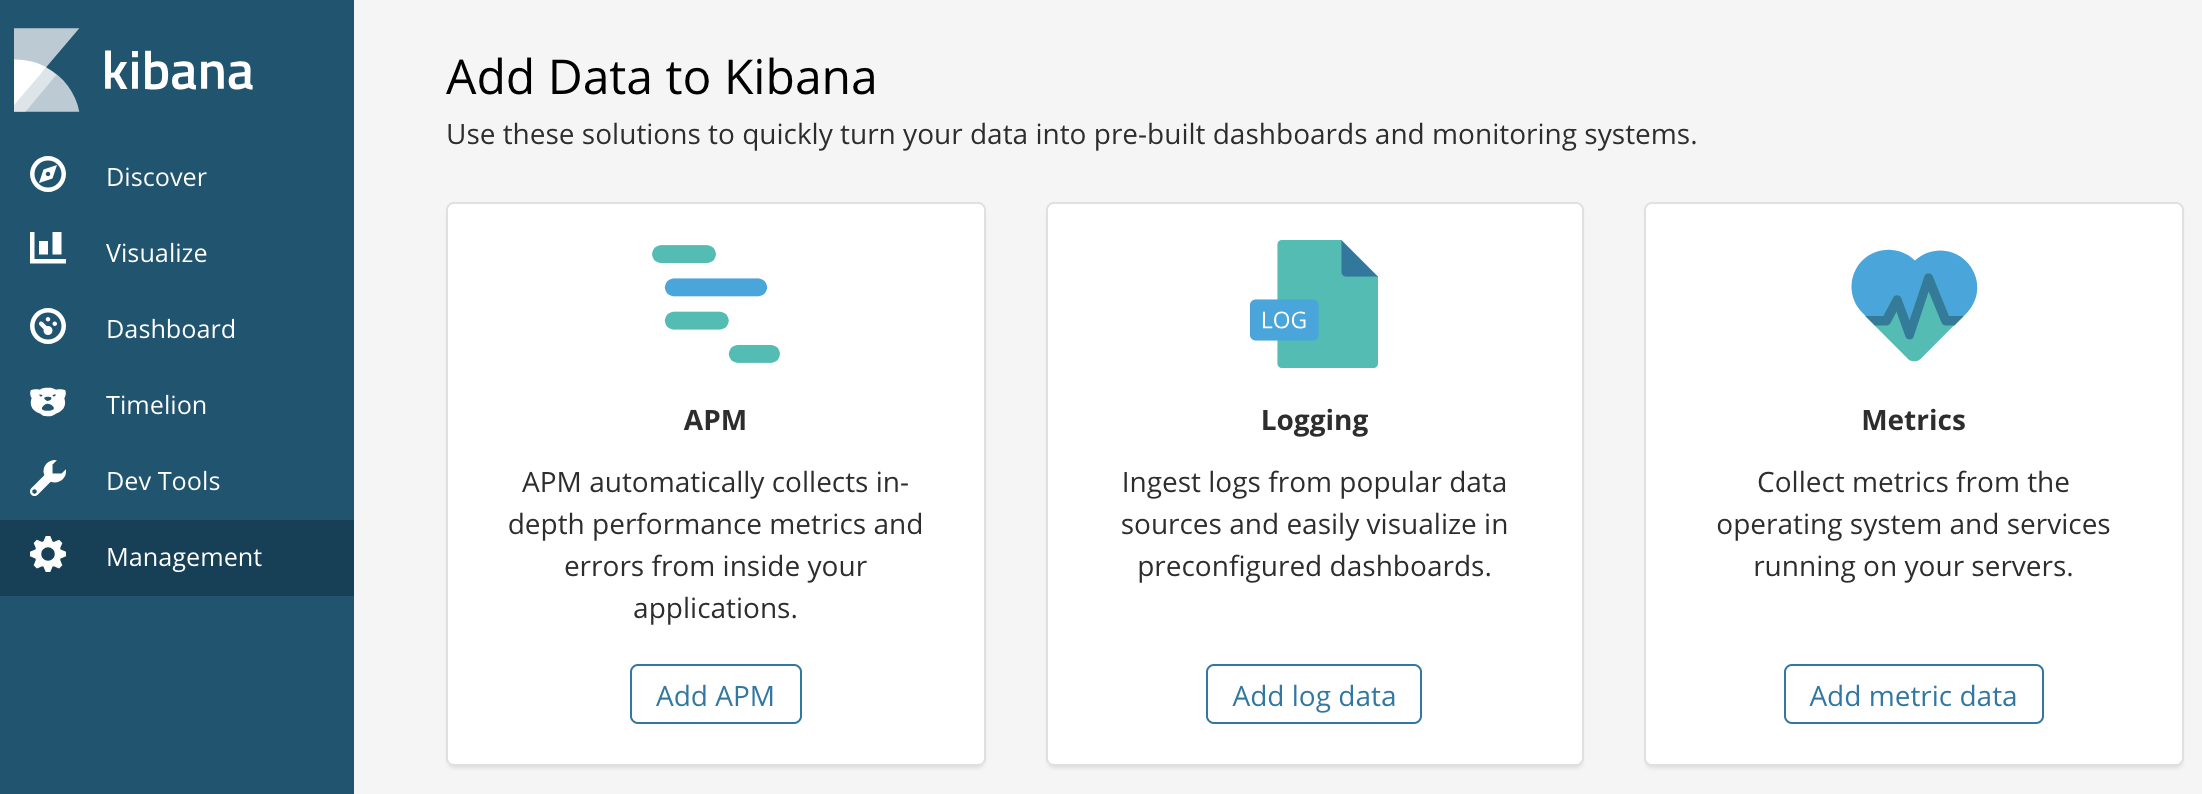 kibana
Discover
Visualize
Dashboard
Timelion
Dev Tools
Management
Add Data to Kibana
Use these solutions to quickly turn your data into pre-built dashboards and monitoring systems.
APM
APM automatically collects in-
depth performance metrics and
errors from inside your
applications.
Add APM
LOG
Logging
Ingest logs from popular data
sources and easily visualize in
preconfigured dashboards.
Add log data
Metrics
Collect metrics from the
operating system and services
running on your servers.
Add metric data